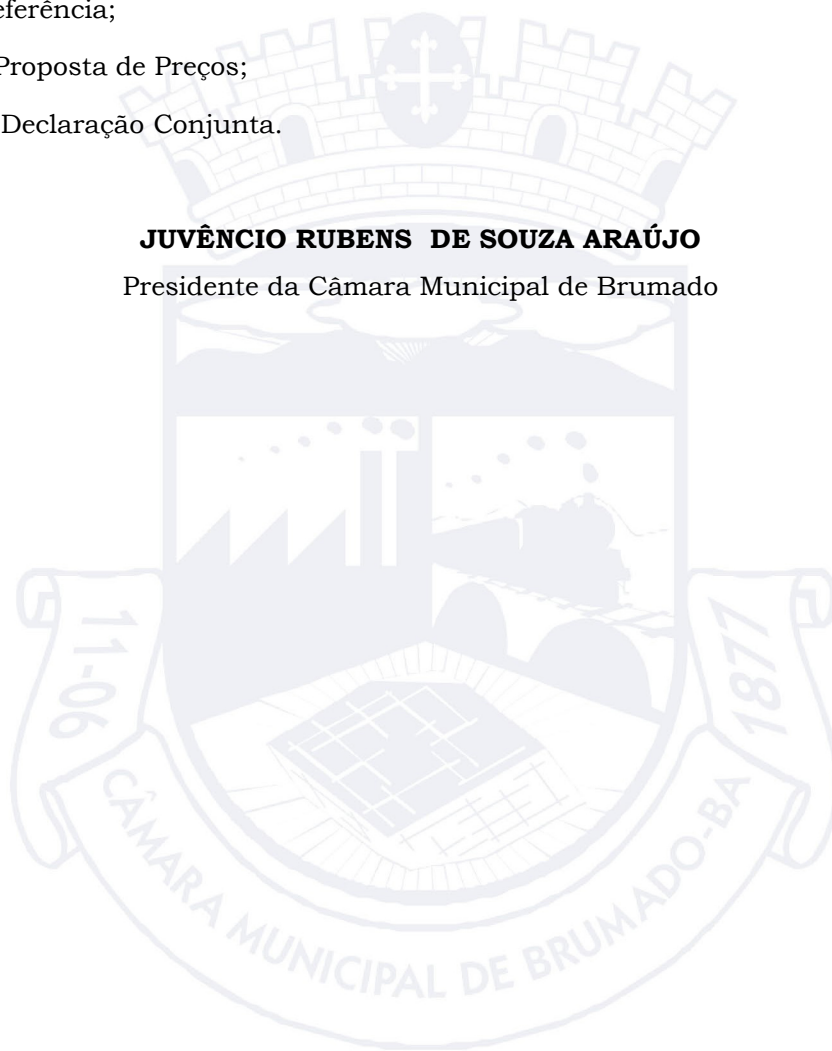 eferência;
Proposta de Preços;
Declaração Conjunta.
JUVÊNCIO RUBENS DE SOUZA ARAÚJO
Presidente da Câmara Municipal de Brumado
11-06
1877
CÂMARA MUNICIPAL DE BRUMADO-BA